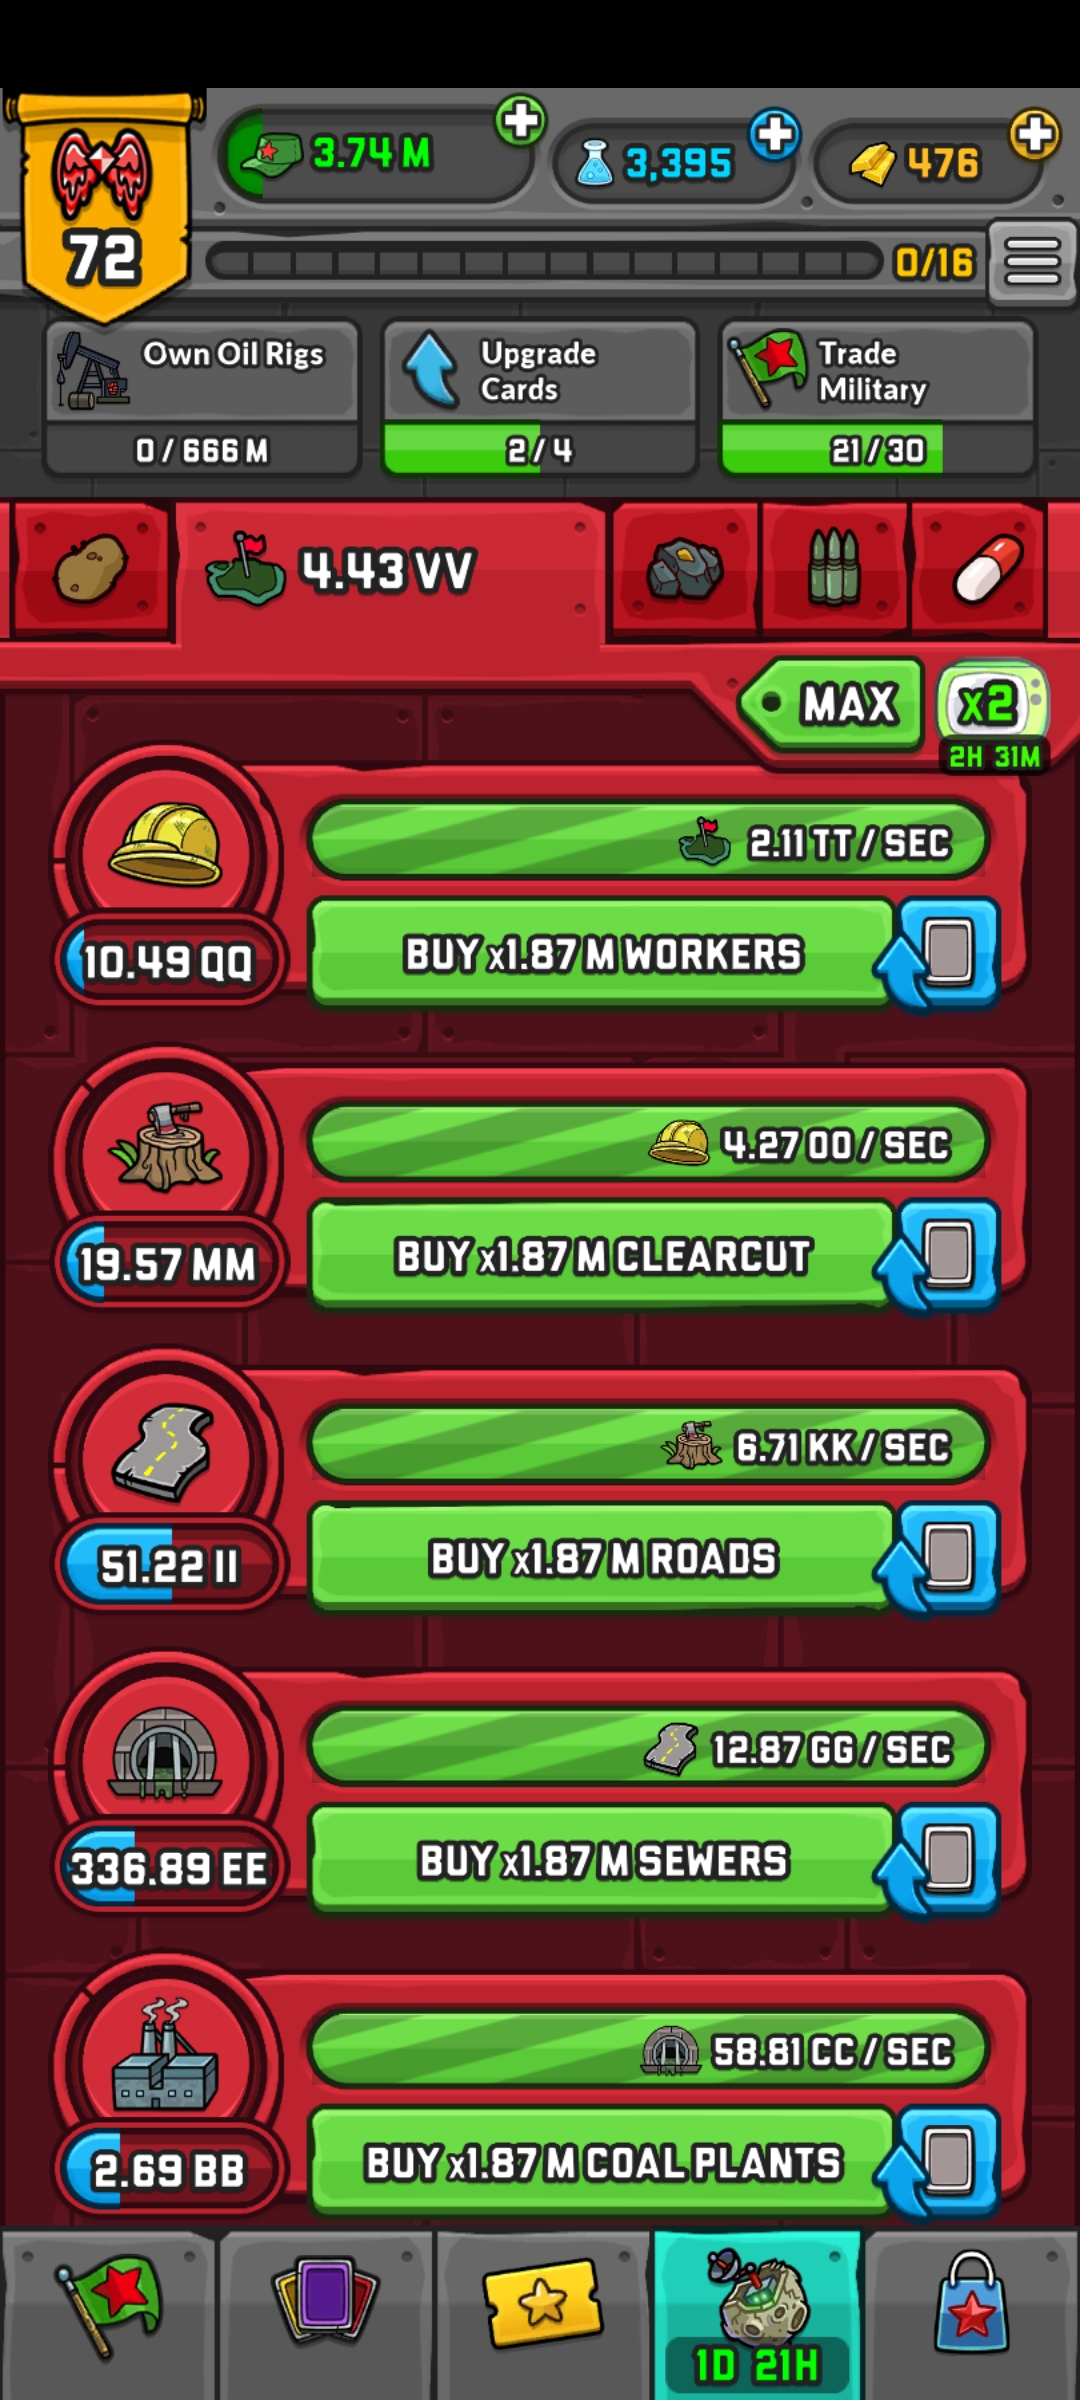 3.74 M
3,395
476
72
0/16
Own Oil Rigs
0 / 666 M
Upgrade
Cards
2 / 4
Trade
Military
21 / 30
4.43 VV
MAX
x2
2H 31M
2.11 TT / SEC
10.49 QQ
BUY x1.87 M WORKERS
4.27 OO / SEC
19.57 MM
BUY x1.87 M CLEARCUT
6.71 KK / SEC
51.22 II
BUY x1.87 M ROADS
12.87 GG / SEC
336.89 EE
BUY x1.87 M SEWERS
58.81 CC / SEC
2.69 BB
BUY x1.87 M COAL PLANTS
1D 21H